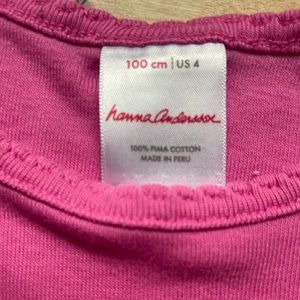 100 cm | US 4
hanna andersson
100% PIMA COTTON
MADE IN PERU